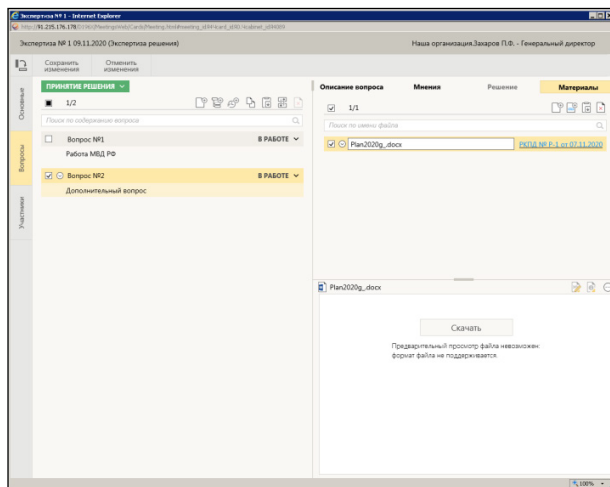 Экспертиза № 1 - Internet Explorer
Экспертиза № 1 09.11.2020 (Экспертиза решения)
Наша организация.Захаров П.Ф. - Генеральный директор
Сохранить изменения
Отменить изменения
Основные
Вопросы
Участники
ПРИНЯТИЕ РЕШЕНИЯ
1/2
Поиск по содержанию вопроса
Вопрос №1 В РАБОТЕ
Работа МВД РФ
Вопрос №2 В РАБОТЕ
Дополнительный вопрос
Описание вопроса Мнения Решение Материалы
1/1
Поиск по имени файла
Plan2020g_.docx РКПД № Р-1 от 07.11.2020
Plan2020g_.docx
Скачать
Предварительный просмотр файла невозможен:
формат файла не поддерживается.
100%